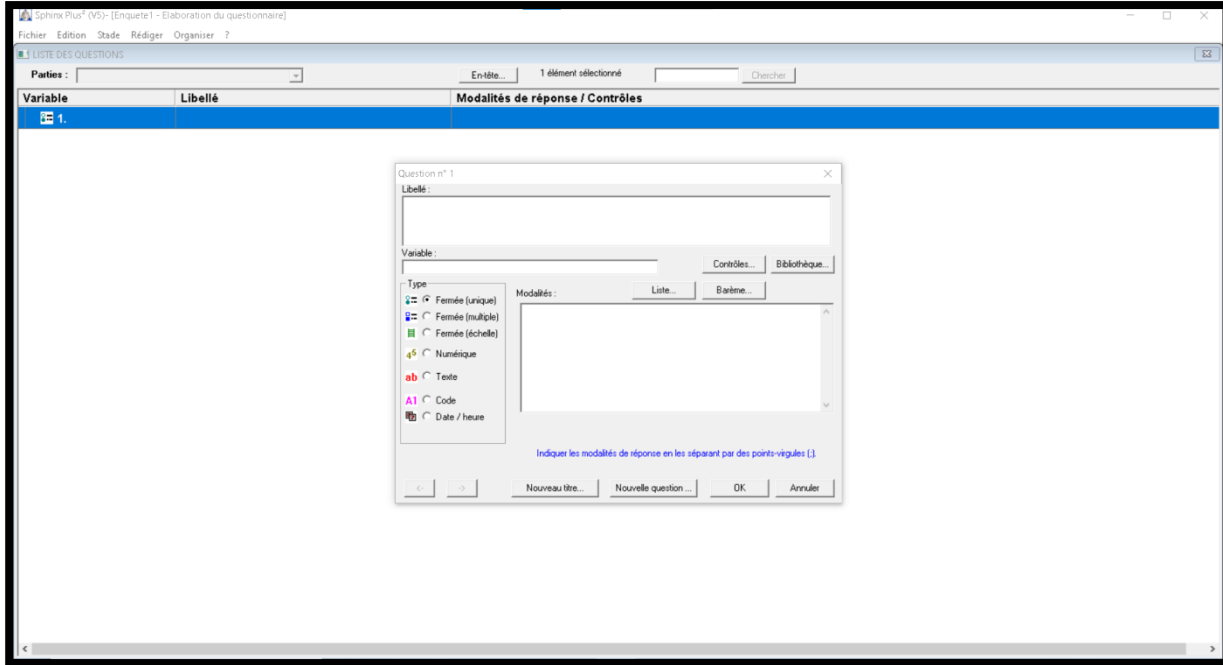 Sphinx Plus² (V5)- [Enquete1 - Elaboration du questionnaire]
Fichier Edition Stade Rédiger Organiser ?
LISTE DES QUESTIONS
Parties : En-tête... 1 élément sélectionné Chercher
Variable Libellé Modalités de réponse / Contrôles
1.
Question n° 1
Libellé :
Variable :
Contrôles... Bibliothèque...
Type
Modalités : Liste... Barème...
Fermée (unique)
Fermée (multiple)
Fermée (échelle)
46 Numérique
ab Texte
A1 Code
Date / heure
Indiquer les modalités de réponse en les séparant par des points-virgules (;).
<- -> Nouveau titre... Nouvelle question ... OK Annuler